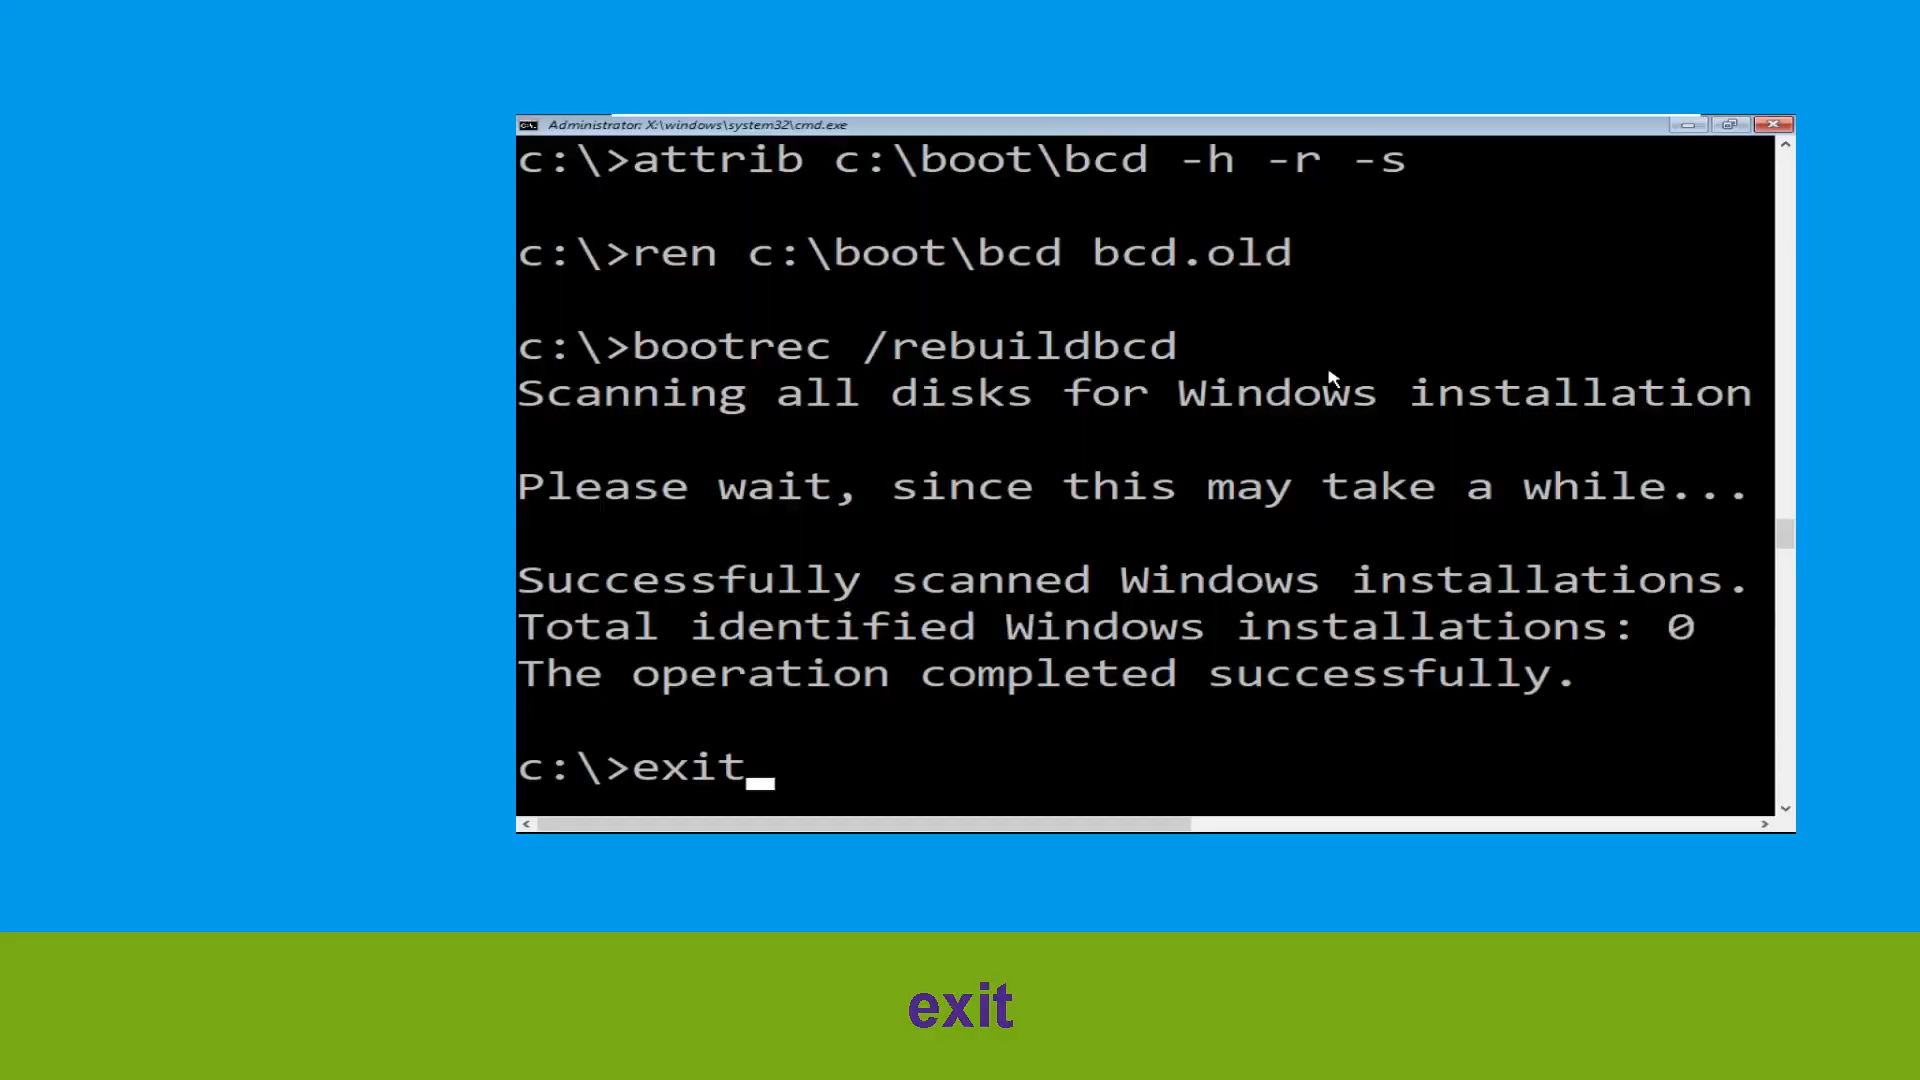 Administrator: X:\windows\system32\cmd.exe
c:\>attrib c:\boot\bcd -h -r -s
c:\>ren c:\boot\bcd bcd.old
c:\>bootrec /rebuildbcd
Scanning all disks for Windows installation
Please wait, since this may take a while...
Successfully scanned Windows installations.
Total identified Windows installations: 0
The operation completed successfully.
c:\>exit
exit